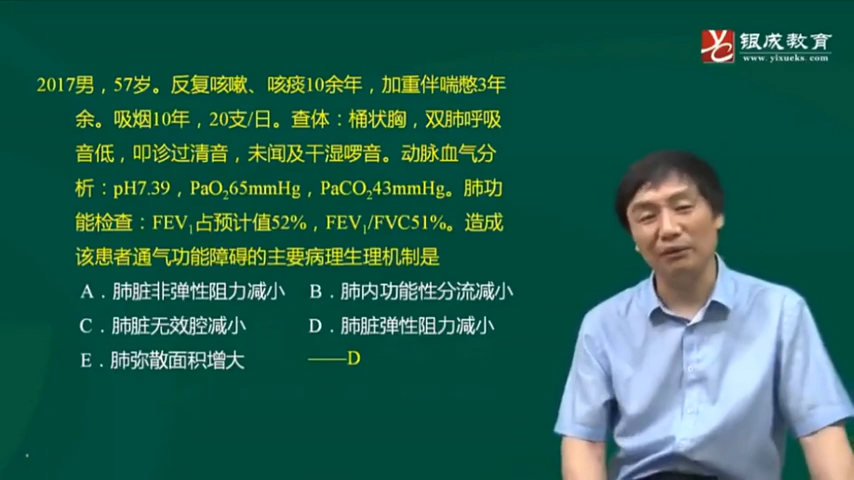 银成教育
www.yixueks.com
2017男，57岁。反复咳嗽、咳痰10余年，加重伴喘憋3年
余。吸烟10年，20支/日。查体：桶状胸，双肺呼吸
音低，叩诊过清音，未闻及干湿啰音。动脉血气分
析：pH7.39，PaO₂65mmHg，PaCO₂43mmHg。肺功
能检查：FEV₁占预计值52%，FEV₁/FVC51%。造成
该患者通气功能障碍的主要病理生理机制是
A．肺脏非弹性阻力减小 B．肺内功能性分流减小
C．肺脏无效腔减小 D．肺脏弹性阻力减小
E．肺弥散面积增大 ——D